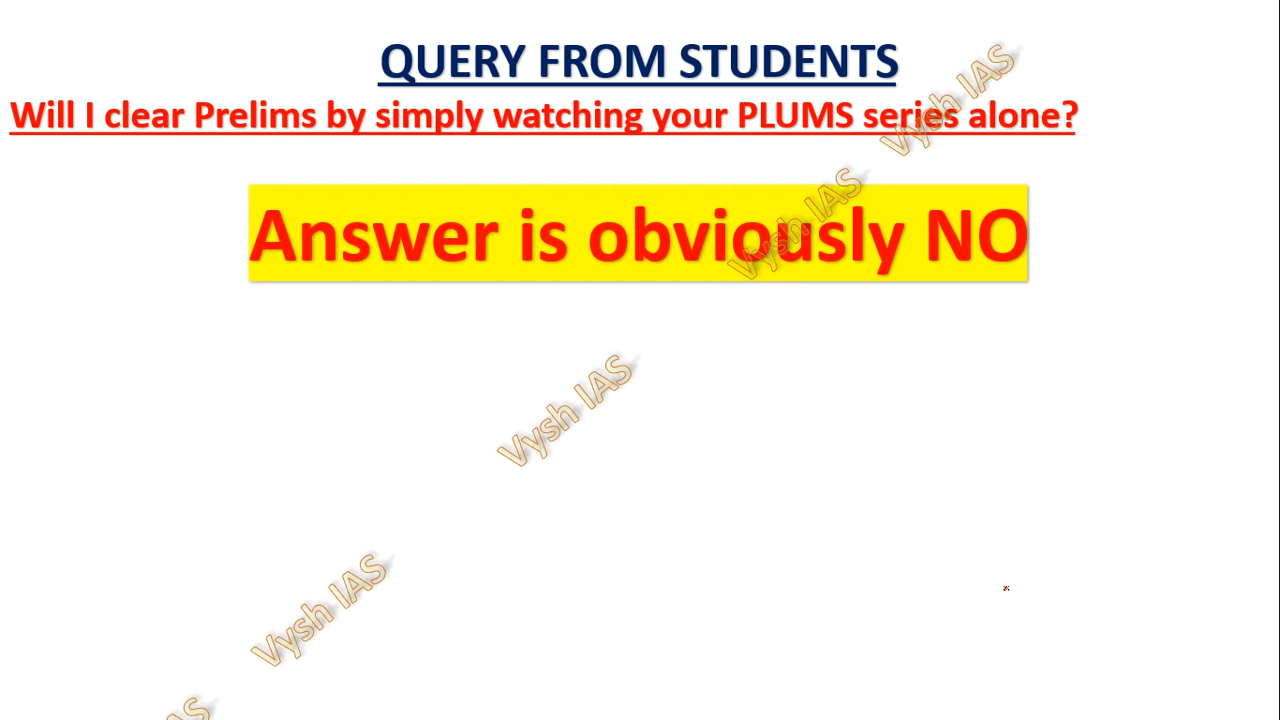 QUERY FROM STUDENTS
Will I clear Prelims by simply watching your PLUMS series alone?
Answer is obviously NO
Vysh IAS
Vysh IAS
Vysh IAS
Vysh IAS
IAS